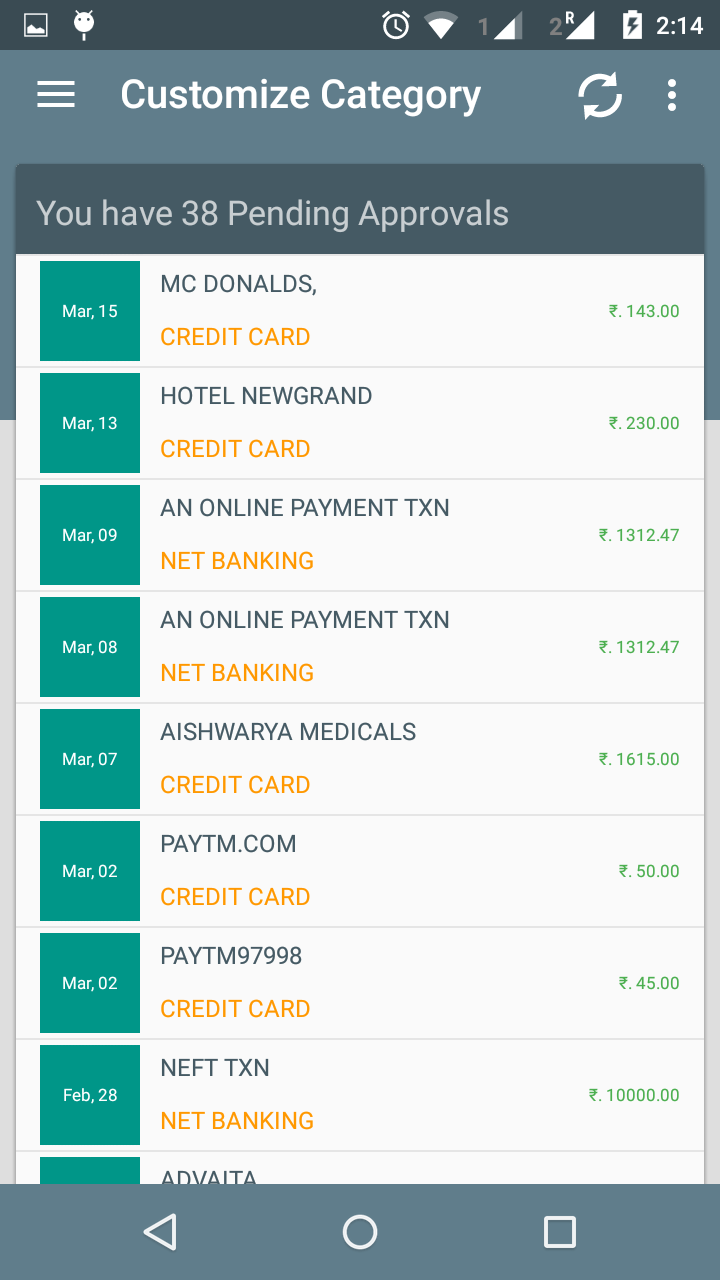 1 2 R 2:14
Customize Category
You have 38 Pending Approvals
MC DONALDS,
Mar, 15 ₹. 143.00
CREDIT CARD
HOTEL NEWGRAND
Mar, 13 ₹. 230.00
CREDIT CARD
AN ONLINE PAYMENT TXN
Mar, 09 ₹. 1312.47
NET BANKING
AN ONLINE PAYMENT TXN
Mar, 08 ₹. 1312.47
NET BANKING
AISHWARYA MEDICALS
Mar, 07 ₹. 1615.00
CREDIT CARD
PAYTM.COM
Mar, 02 ₹. 50.00
CREDIT CARD
PAYTM97998
Mar, 02 ₹. 45.00
CREDIT CARD
NEFT TXN
Feb, 28 ₹. 10000.00
NET BANKING
ADVAITA